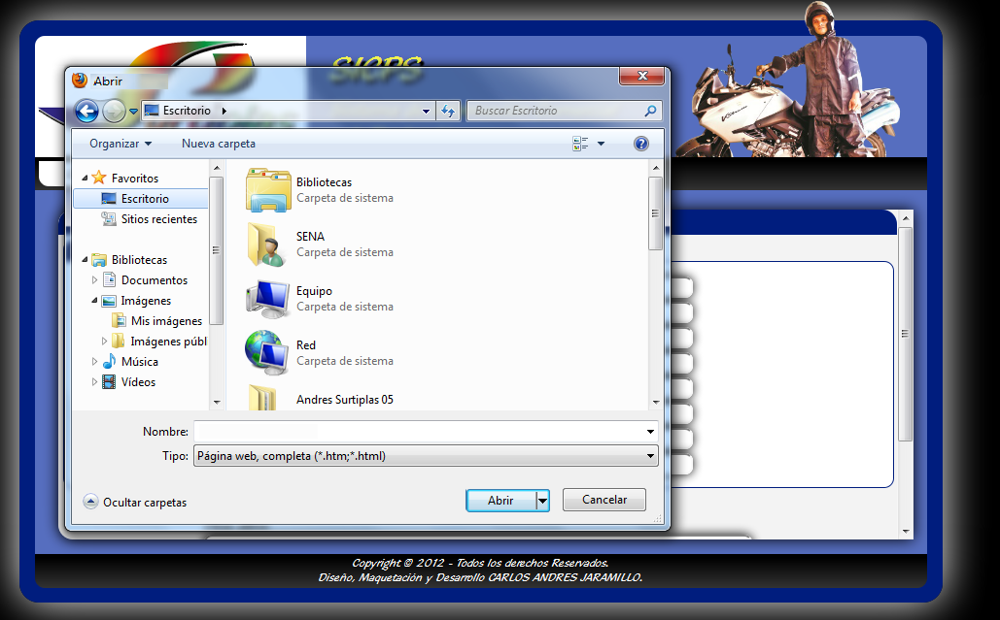 SICPS
Abrir
Escritorio
Buscar Escritorio
Organizar
Nueva carpeta
Favoritos
Escritorio
Sitios recientes
Bibliotecas
Documentos
Imágenes
Mis imágenes
Imágenes públ
Música
Vídeos
Bibliotecas
Carpeta de sistema
SENA
Carpeta de sistema
Equipo
Carpeta de sistema
Red
Carpeta de sistema
Andres Surtiplas 05
Nombre:
Tipo: Página web, completa (*.htm;*.html)
Ocultar carpetas
Abrir
Cancelar
Copyright © 2012 - Todos los derechos Reservados.
Diseño, Maquetación y Desarrollo CARLOS ANDRES JARAMILLO.